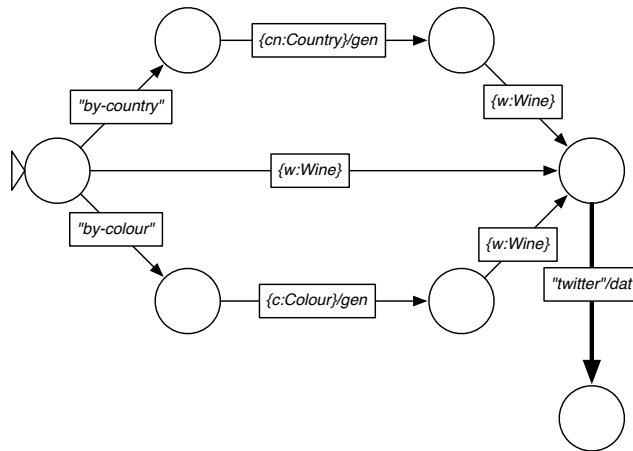 {cn:Country}/gen
"by-country"
{w:Wine}
{w:Wine}
"by-colour"
{w:Wine}
"twitter"/dat
{c:Colour}/gen